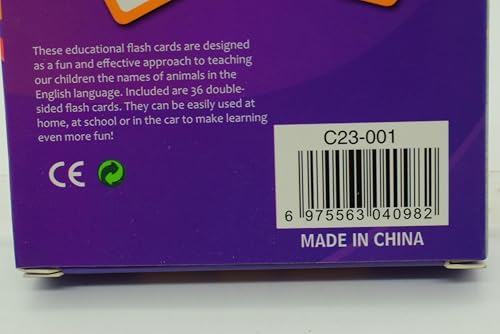 These educational flash cards are designed
as a fun and effective approach to teaching
our children the names of animals in the
English language. Included are 36 double-
sided flash cards. They can be easily used at
home, at school or in the car to make learning
even more fun!
CE
C23-001
6 975563 040982
MADE IN CHINA